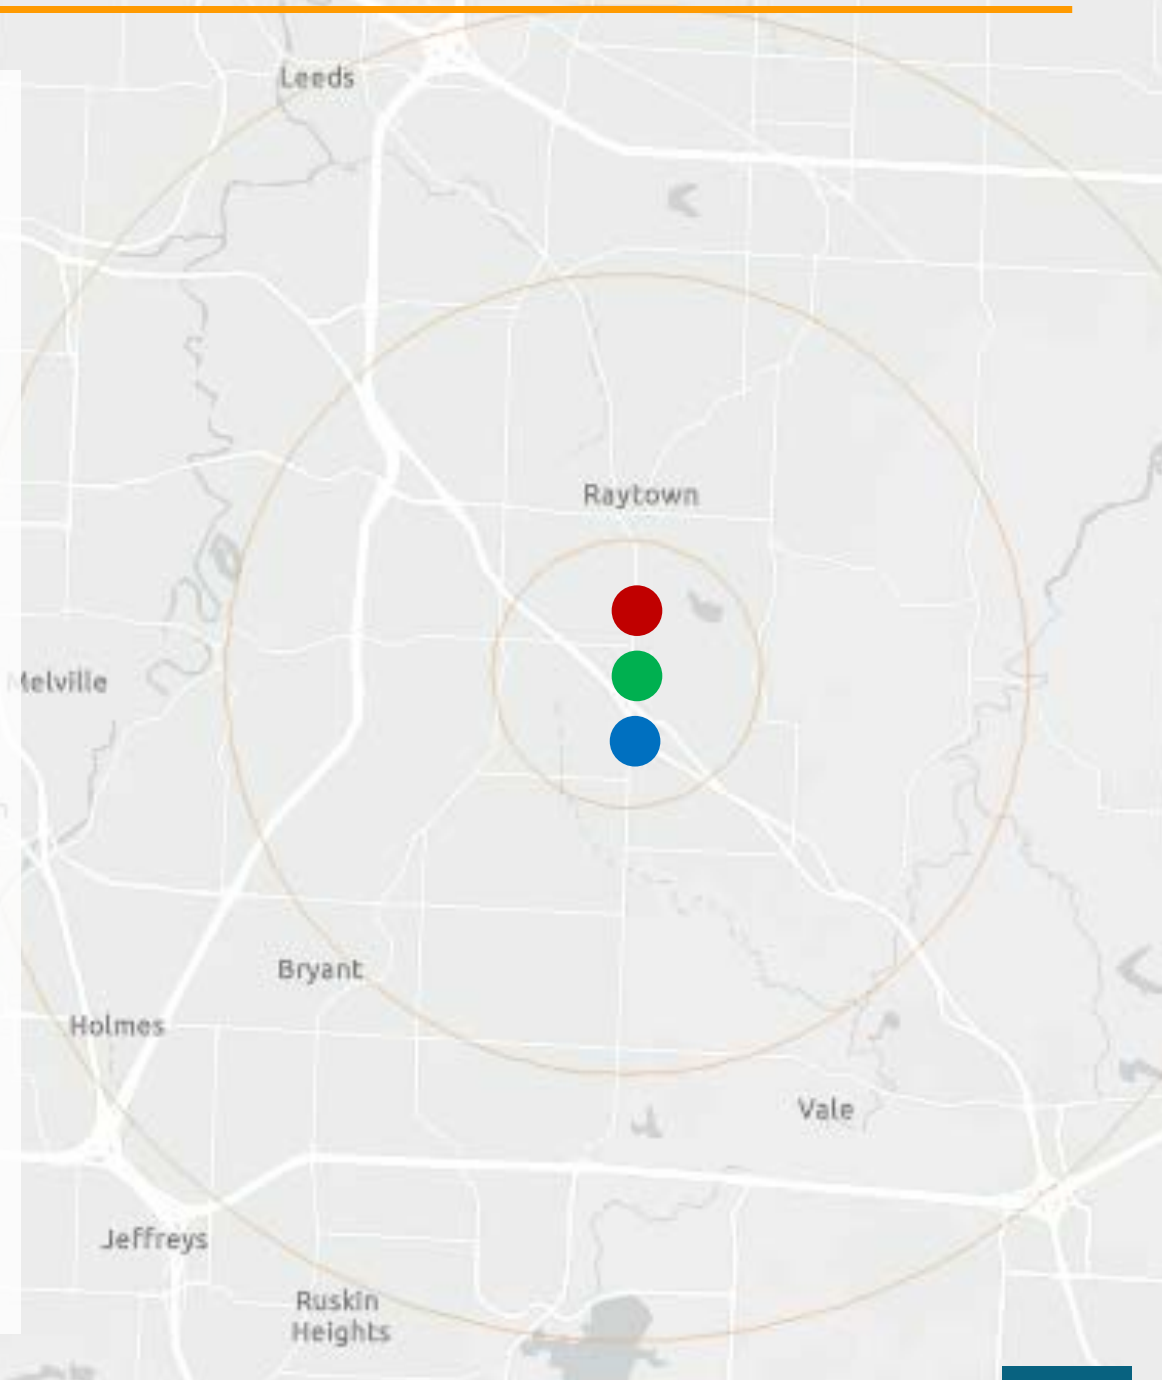 Leeds
Raytown
Melville
Bryant
Holmes
Vale
Jeffreys
Ruskin
Heights